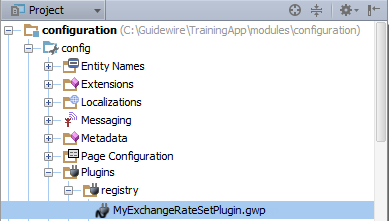 Project
configuration (C:\Guidewire\TrainingApp\modules\configuration)
config
Entity Names
Extensions
Localizations
Messaging
Metadata
Page Configuration
Plugins
registry
MyExchangeRateSetPlugin.gwp